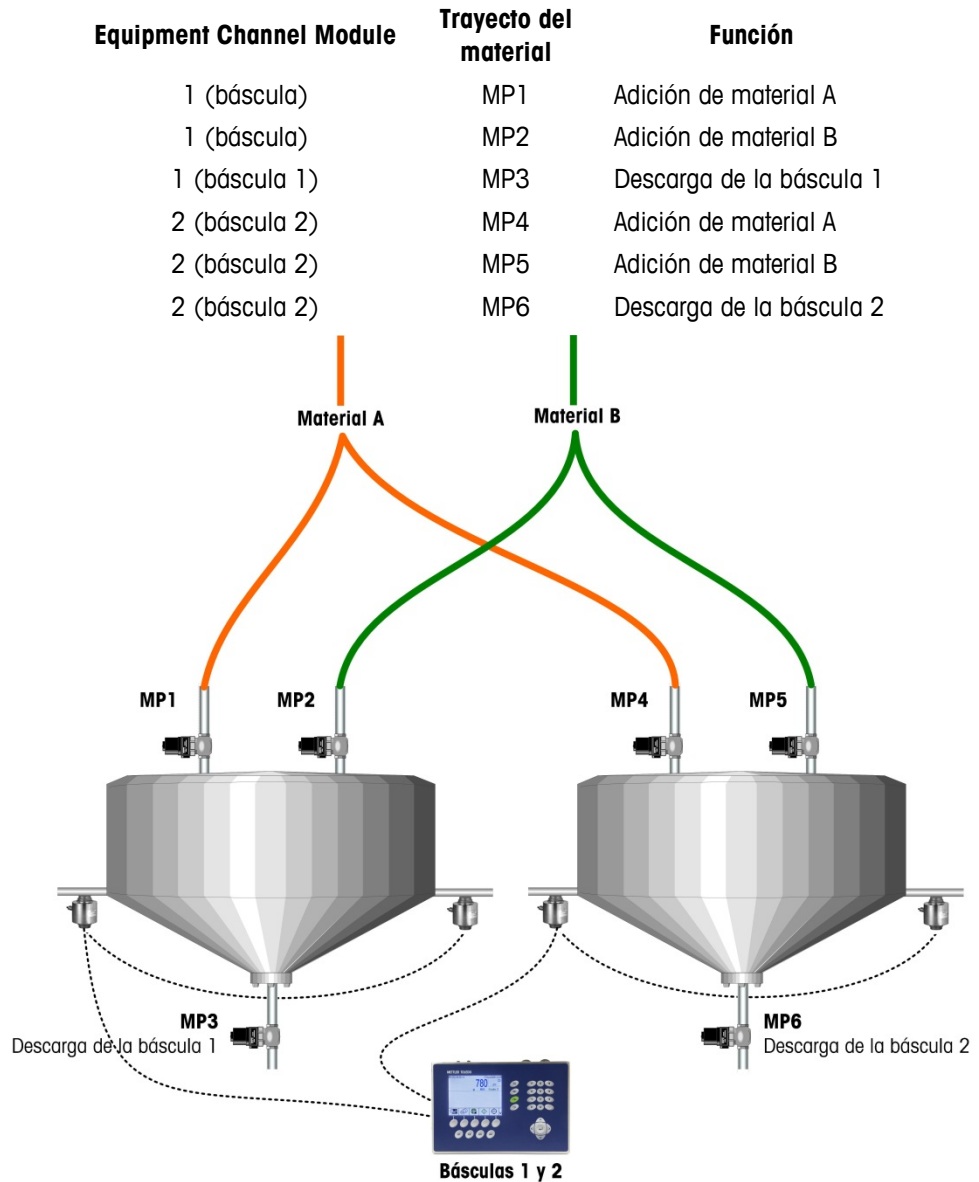 Equipment Channel Module
Trayecto del
material
Función
1 (báscula)
MP1
Adición de material A
1 (báscula)
MP2
Adición de material B
1 (báscula 1)
MP3
Descarga de la báscula 1
2 (báscula 2)
MP4
Adición de material A
2 (báscula 2)
MP5
Adición de material B
2 (báscula 2)
MP6
Descarga de la báscula 2
Material A
Material B
MP1
MP2
MP4
MP5
MP3
Descarga de la báscula 1
MP6
Descarga de la báscula 2
METTLER TOLEDO
780
Básculas 1 y 2